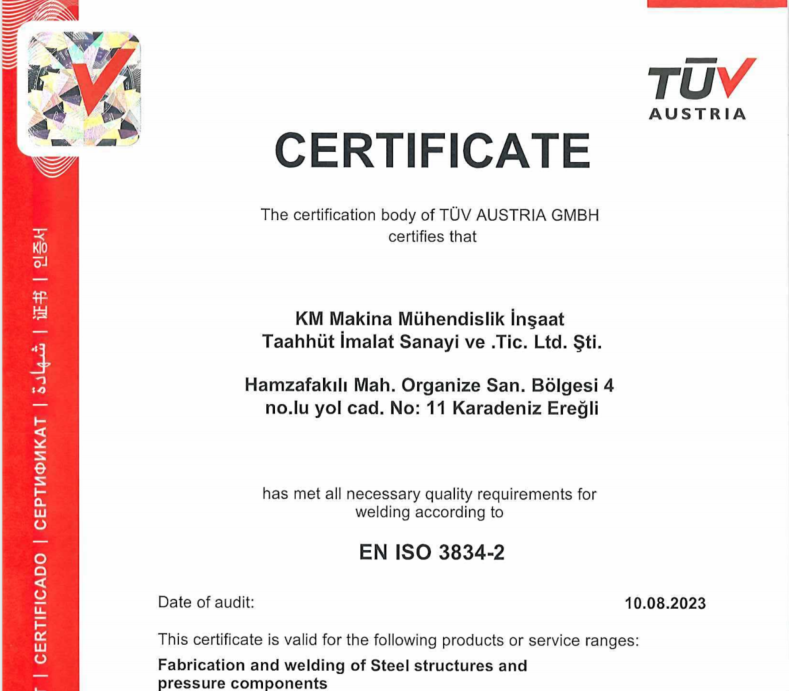 TÜV
AUSTRIA
CERTIFICATE
The certification body of TÜV AUSTRIA GMBH
certifies that
KM Makina Mühendislik İnşaat
Taahhüt İmalat Sanayi ve .Tic. Ltd. Şti.
Hamzafakılı Mah. Organize San. Bölgesi 4
no.lu yol cad. No: 11 Karadeniz Ereğli
has met all necessary quality requirements for
welding according to
EN ISO 3834-2
Date of audit: 10.08.2023
This certificate is valid for the following products or service ranges:
Fabrication and welding of Steel structures and
pressure components
| CERTIFICADO | СЕРТИФИКАТ | شهادة | 证书 | 인증서